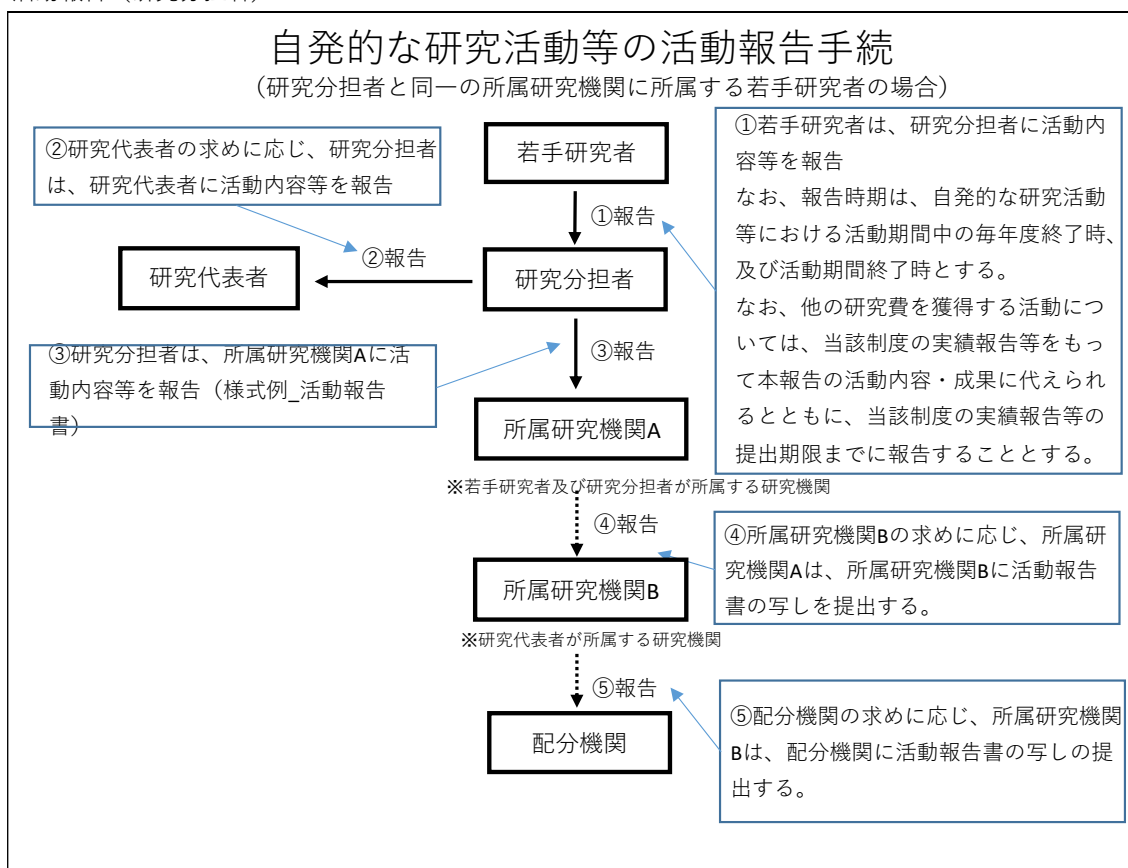 自発的な研究活動等の活動報告手続
(研究分担者と同一の所属研究機関に所属する若手研究者の場合)
②研究代表者の求めに応じ、研究分担者
は、研究代表者に活動内容等を報告
若手研究者
①若手研究者は、研究分担者に活動内
容等を報告
なお、報告時期は、自発的な研究活動
等における活動期間中の毎年度終了時、
及び活動期間終了時とする。
なお、他の研究費を獲得する活動につ
いては、当該制度の実績報告等をもっ
て本報告の活動内容・成果に代えられ
るとともに、当該制度の実績報告等の
提出期限までに報告することとする。
①報告
②報告
研究代表者
研究分担者
③研究分担者は、所属研究機関Aに活
動内容等を報告(様式例_活動報告
書)
③報告
所属研究機関A
※若手研究者及び研究分担者が所属する研究機関
④報告
④所属研究機関Bの求めに応じ、所属研
究機関Aは、所属研究機関Bに活動報告
書の写しを提出する。
所属研究機関B
※研究代表者が所属する研究機関
⑤報告
⑤配分機関の求めに応じ、所属研究機関
Bは、配分機関に活動報告書の写しの提
出する。
配分機関